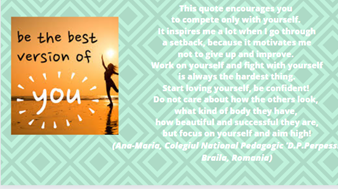 be the best
version of
you
This quote encourages you
to compete only with yourself.
It inspires me a lot when I go through
a setback, because it motivates me
not to give up and improve.
Work on yourself and fight with yourself
is always the hardest thing.
Start loving yourself, be confident!
Do not care about how the others look,
what kind of body they have,
how beautiful and successful they are,
but focus on yourself and aim high!
(Ana-Maria, Colegiul National Pedagogic 'D.P.Perpess
Braila, Romania)